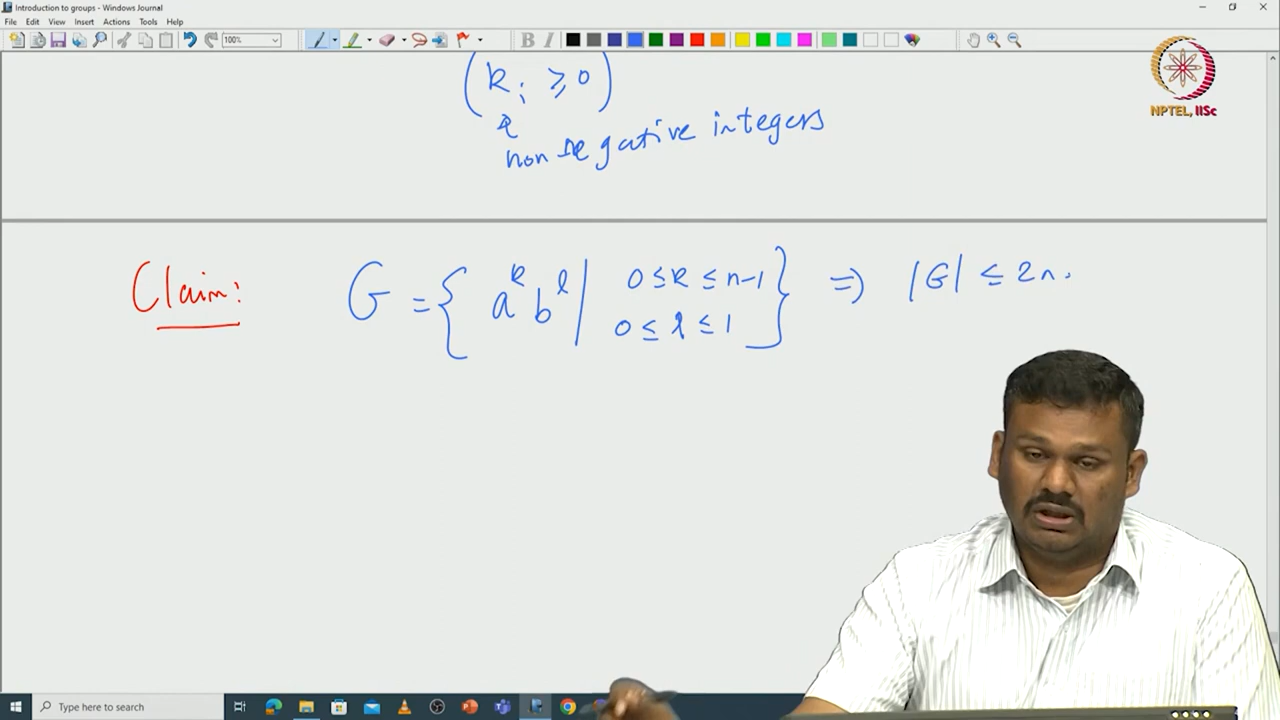 Introduction to groups - Windows Journal
File Edit View Insert Actions Tools Help
100%
B I
NPTEL, IISc
(k_i ≥ 0)
non-negative integers
Claim: G = { a^k b^l | 0 ≤ k ≤ n-1 } ⇒ |G| ≤ 2n.
0 ≤ l ≤ 1
Type here to search